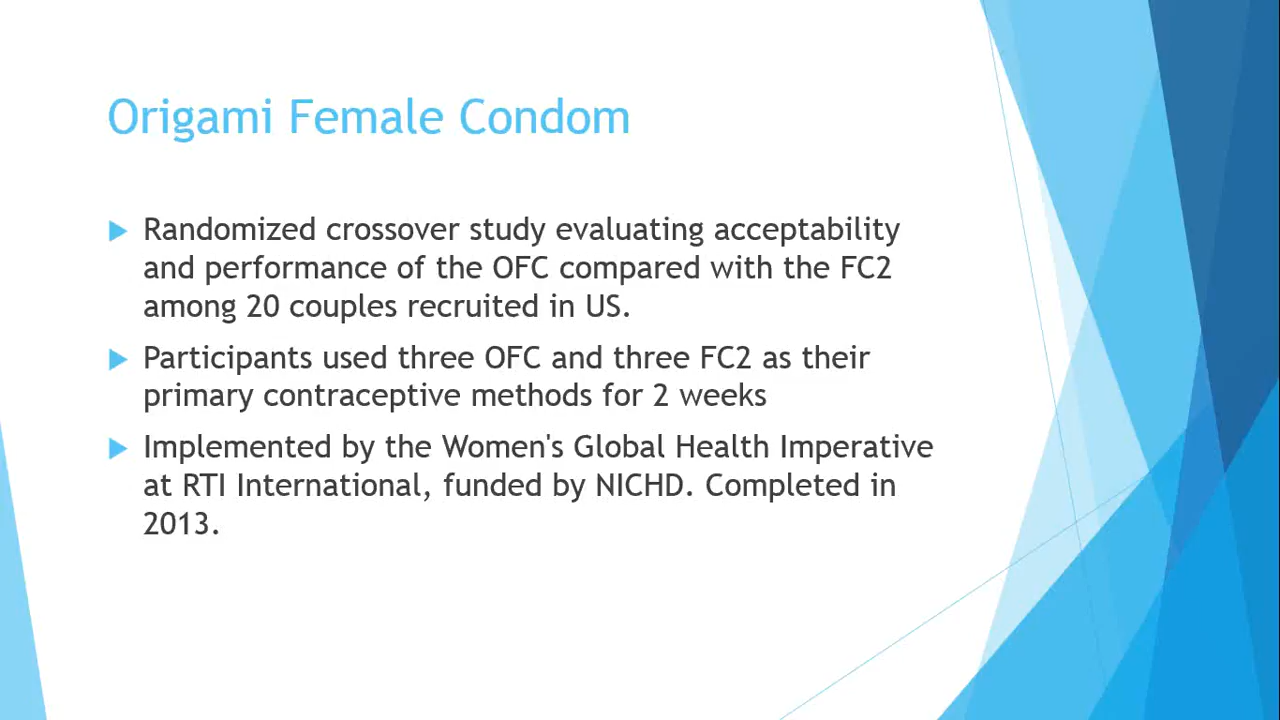 Origami Female Condom
Randomized crossover study evaluating acceptability
and performance of the OFC compared with the FC2
among 20 couples recruited in US.
Participants used three OFC and three FC2 as their
primary contraceptive methods for 2 weeks
Implemented by the Women's Global Health Imperative
at RTI International, funded by NICHD. Completed in
2013.